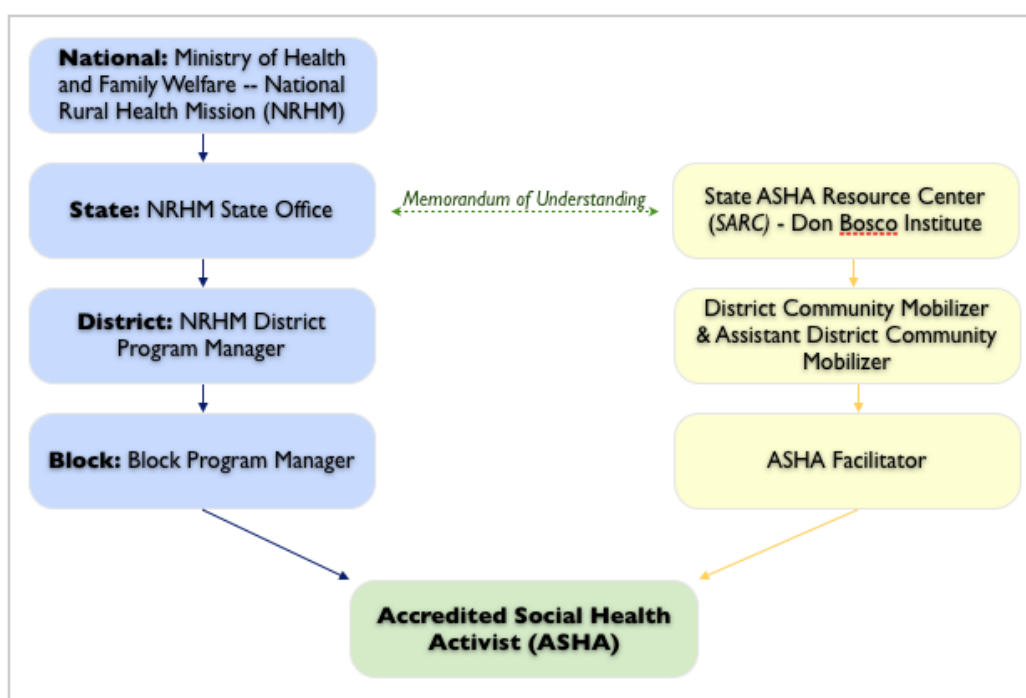 National: Ministry of Health
and Family Welfare -- National
Rural Health Mission (NRHM)
State: NRHM State Office
Memorandum of Understanding
State ASHA Resource Center
(SARC) - Don Bosco Institute
District: NRHM District
Program Manager
District Community Mobilizer
& Assistant District Community
Mobilizer
Block: Block Program Manager
ASHA Facilitator
Accredited Social Health
Activist (ASHA)